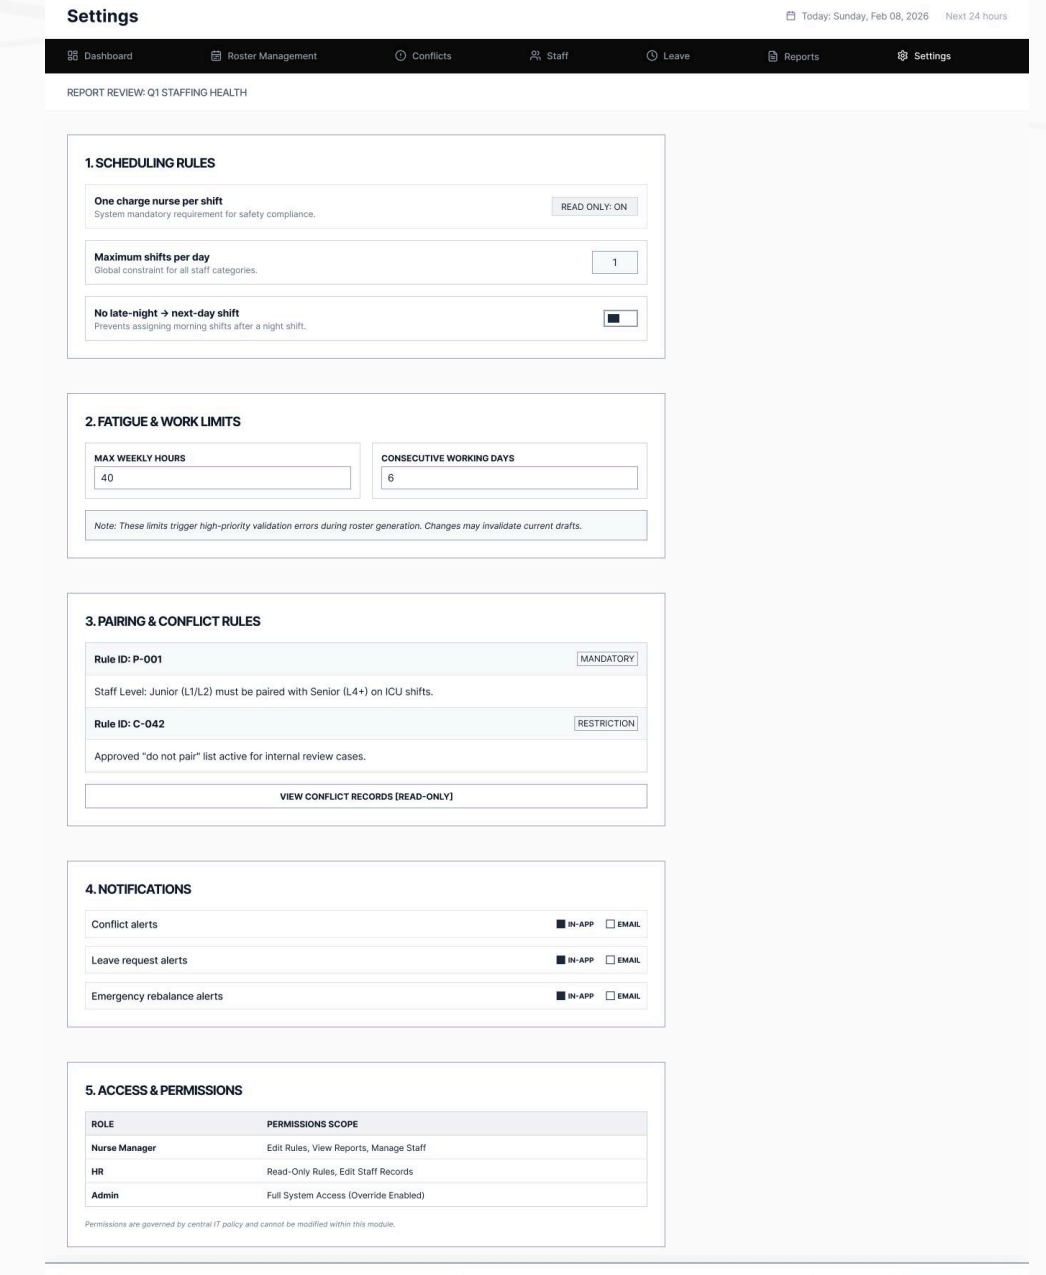 Settings
Today: Sunday, Feb 08, 2026 Next 24 hours
Dashboard Roster Management Conflicts Staff Leave Reports Settings
REPORT REVIEW: Q1 STAFFING HEALTH
1. SCHEDULING RULES
One charge nurse per shift
System mandatory requirement for safety compliance.
READ ONLY: ON
Maximum shifts per day
Global constraint for all staff categories.
1
No late-night → next-day shift
Prevents assigning morning shifts after a night shift.
2. FATIGUE & WORK LIMITS
MAX WEEKLY HOURS
40
CONSECUTIVE WORKING DAYS
6
Note: These limits trigger high-priority validation errors during roster generation. Changes may invalidate current drafts.
3. PAIRING & CONFLICT RULES
Rule ID: P-001 MANDATORY
Staff Level: Junior (L1/L2) must be paired with Senior (L4+) on ICU shifts.
Rule ID: C-042 RESTRICTION
Approved "do not pair" list active for internal review cases.
VIEW CONFLICT RECORDS [READ-ONLY]
4. NOTIFICATIONS
Conflict alerts IN-APP EMAIL
Leave request alerts IN-APP EMAIL
Emergency rebalance alerts IN-APP EMAIL
5. ACCESS & PERMISSIONS
ROLE PERMISSIONS SCOPE
Nurse Manager Edit Rules, View Reports, Manage Staff
HR Read-Only Rules, Edit Staff Records
Admin Full System Access (Override Enabled)
Permissions are governed by central IT policy and cannot be modified within this module.